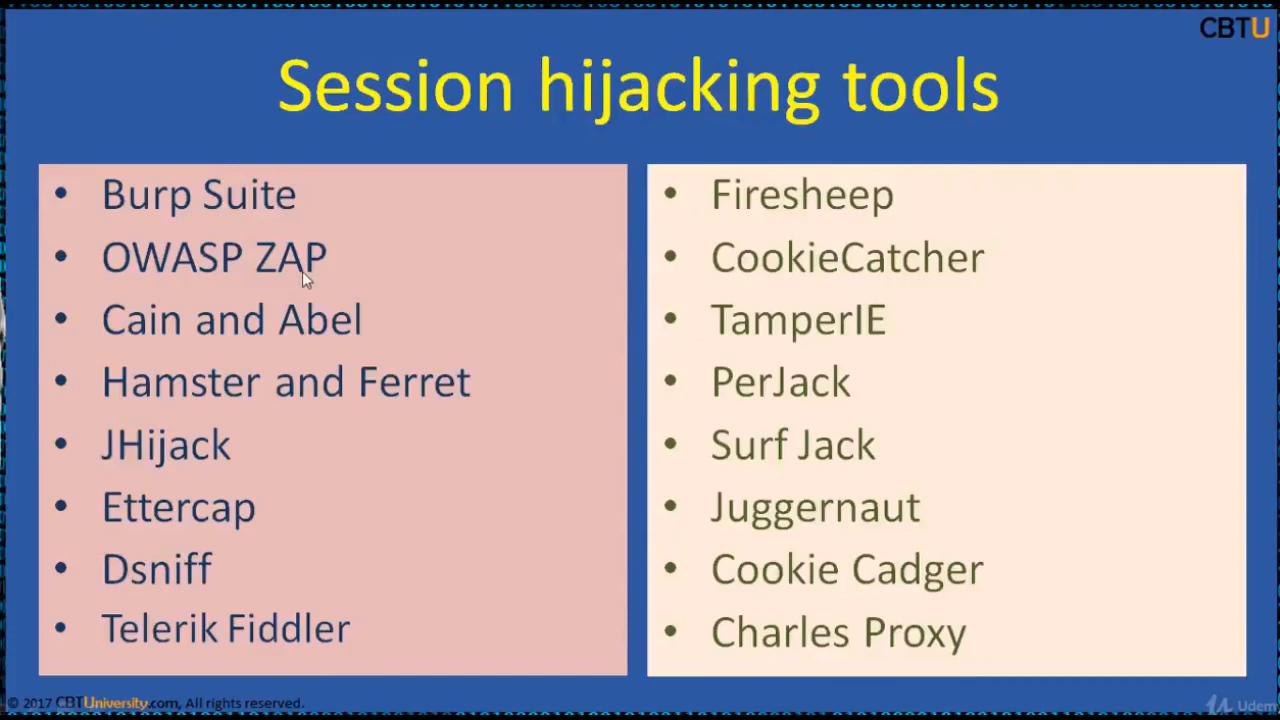 CBTU
Session hijacking tools
• Burp Suite
• OWASP ZAP
• Cain and Abel
• Hamster and Ferret
• JHijack
• Ettercap
• Dsniff
• Telerik Fiddler
• Firesheep
• CookieCatcher
• TamperIE
• PerJack
• Surf Jack
• Juggernaut
• Cookie Cadger
• Charles Proxy
© 2017 CBTUniversity.com, All rights reserved.